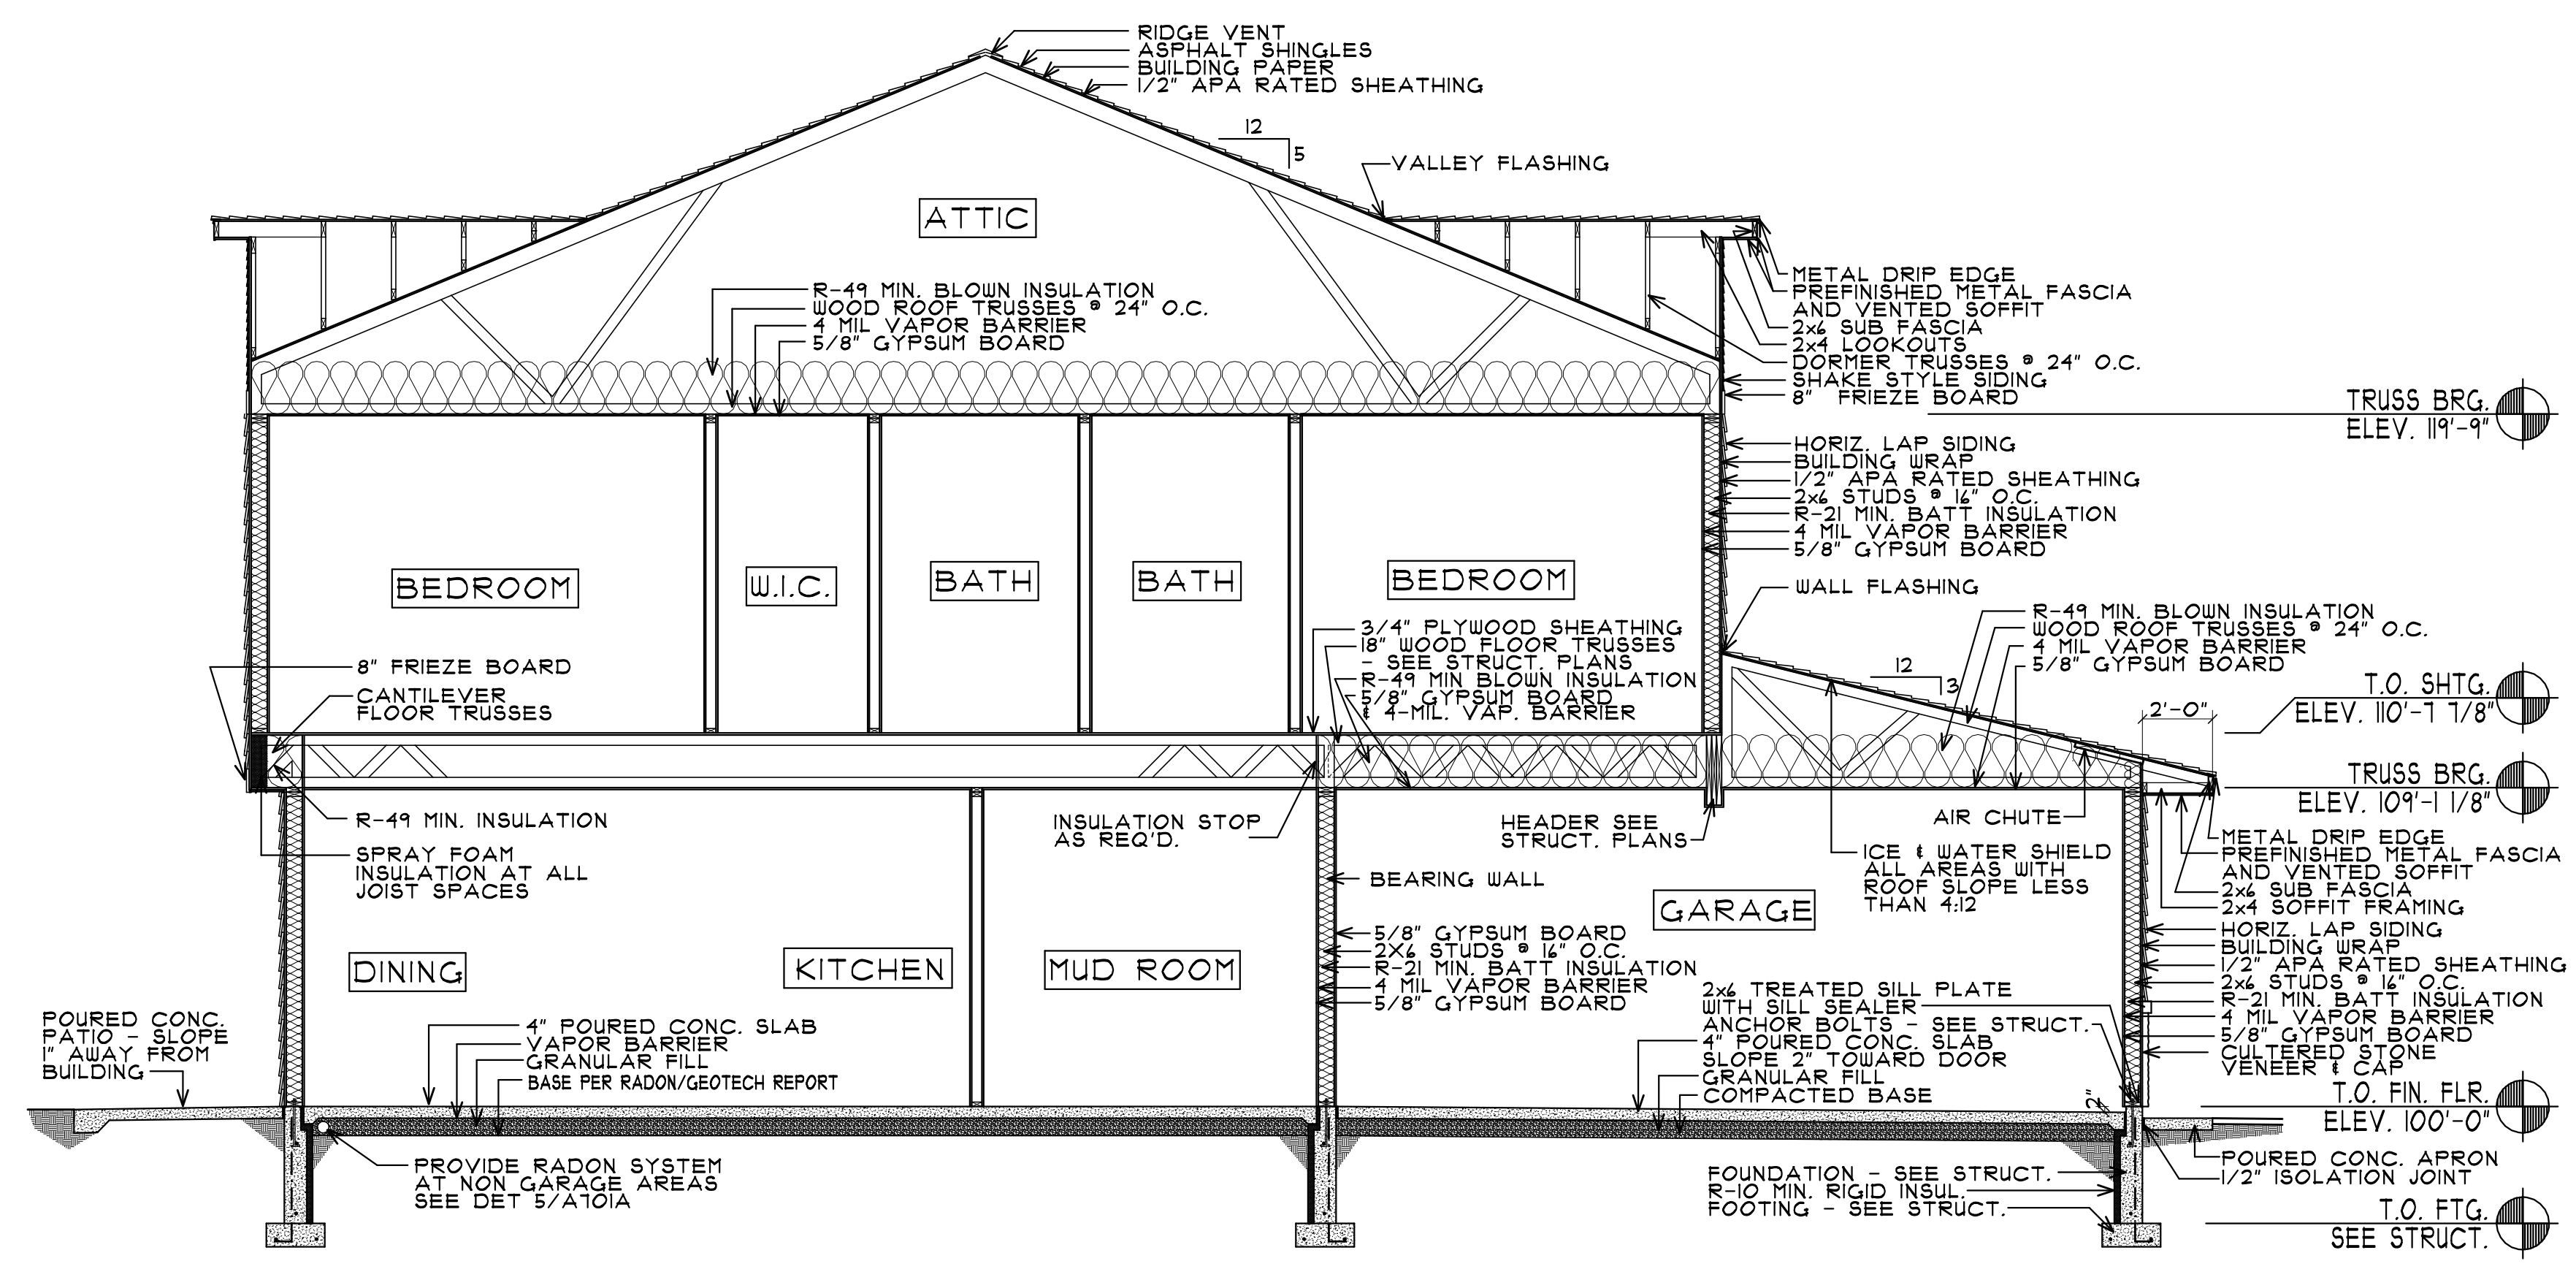 RIDGE VENT
ASPHALT SHINGLES
BUILDING PAPER
1/2" APA RATED SHEATHING
12
5
VALLEY FLASHING
ATTIC
R-49 MIN. BLOWN INSULATION
WOOD ROOF TRUSSES @ 24" O.C.
4 MIL VAPOR BARRIER
5/8" GYPSUM BOARD
METAL DRIP EDGE
PREFINISHED METAL FASCIA
AND VENTED SOFFIT
2x6 SUB FASCIA
2x4 LOOKOUTS
DORMER TRUSSES @ 24" O.C.
SHAKE STYLE SIDING
8" FRIEZE BOARD
TRUSS BRG.
ELEV. 119'-9"
HORIZ. LAP SIDING
BUILDING WRAP
1/2" APA RATED SHEATHING
2x6 STUDS @ 16" O.C.
R-21 MIN. BATT INSULATION
4 MIL VAPOR BARRIER
5/8" GYPSUM BOARD
BEDROOM
W.I.C.
BATH
BATH
BEDROOM
WALL FLASHING
R-49 MIN. BLOWN INSULATION
WOOD ROOF TRUSSES @ 24" O.C.
4 MIL VAPOR BARRIER
5/8" GYPSUM BOARD
3/4" PLYWOOD SHEATHING
18" WOOD FLOOR TRUSSES
- SEE STRUCT. PLANS
R-49 MIN BLOWN INSULATION
5/8" GYPSUM BOARD
& 4-MIL. VAP. BARRIER
8" FRIEZE BOARD
CANTILEVER
FLOOR TRUSSES
12
3
2'-0"
T.O. SHTG.
ELEV. 110'-7 7/8"
TRUSS BRG.
ELEV. 109'-1 1/8"
R-49 MIN. INSULATION
SPRAY FOAM
INSULATION AT ALL
JOIST SPACES
INSULATION STOP
AS REQ'D.
HEADER SEE
STRUCT. PLANS
AIR CHUTE
ICE & WATER SHIELD
ALL AREAS WITH
ROOF SLOPE LESS
THAN 4:12
METAL DRIP EDGE
PREFINISHED METAL FASCIA
AND VENTED SOFFIT
2x6 SUB FASCIA
2x4 SOFFIT FRAMING
BEARING WALL
GARAGE
DINING
KITCHEN
MUD ROOM
5/8" GYPSUM BOARD
2X6 STUDS @ 16" O.C.
R-21 MIN. BATT INSULATION
4 MIL VAPOR BARRIER
5/8" GYPSUM BOARD
HORIZ. LAP SIDING
BUILDING WRAP
1/2" APA RATED SHEATHING
2x6 STUDS @ 16" O.C.
R-21 MIN. BATT INSULATION
4 MIL VAPOR BARRIER
5/8" GYPSUM BOARD
CULTERED STONE
VENEER & CAP
POURED CONC.
PATIO - SLOPE
1" AWAY FROM
BUILDING
4" POURED CONC. SLAB
VAPOR BARRIER
GRANULAR FILL
BASE PER RADON/GEOTECH REPORT
2x6 TREATED SILL PLATE
WITH SILL SEALER
ANCHOR BOLTS - SEE STRUCT.
4" POURED CONC. SLAB
SLOPE 2" TOWARD DOOR
GRANULAR FILL
COMPACTED BASE
2"
T.O. FIN. FLR.
ELEV. 100'-0"
PROVIDE RADON SYSTEM
AT NON GARAGE AREAS
SEE DET 5/A701A
FOUNDATION - SEE STRUCT.
R-10 MIN. RIGID INSUL.
FOOTING - SEE STRUCT.
POURED CONC. APRON
1/2" ISOLATION JOINT
T.O. FTG.
SEE STRUCT.